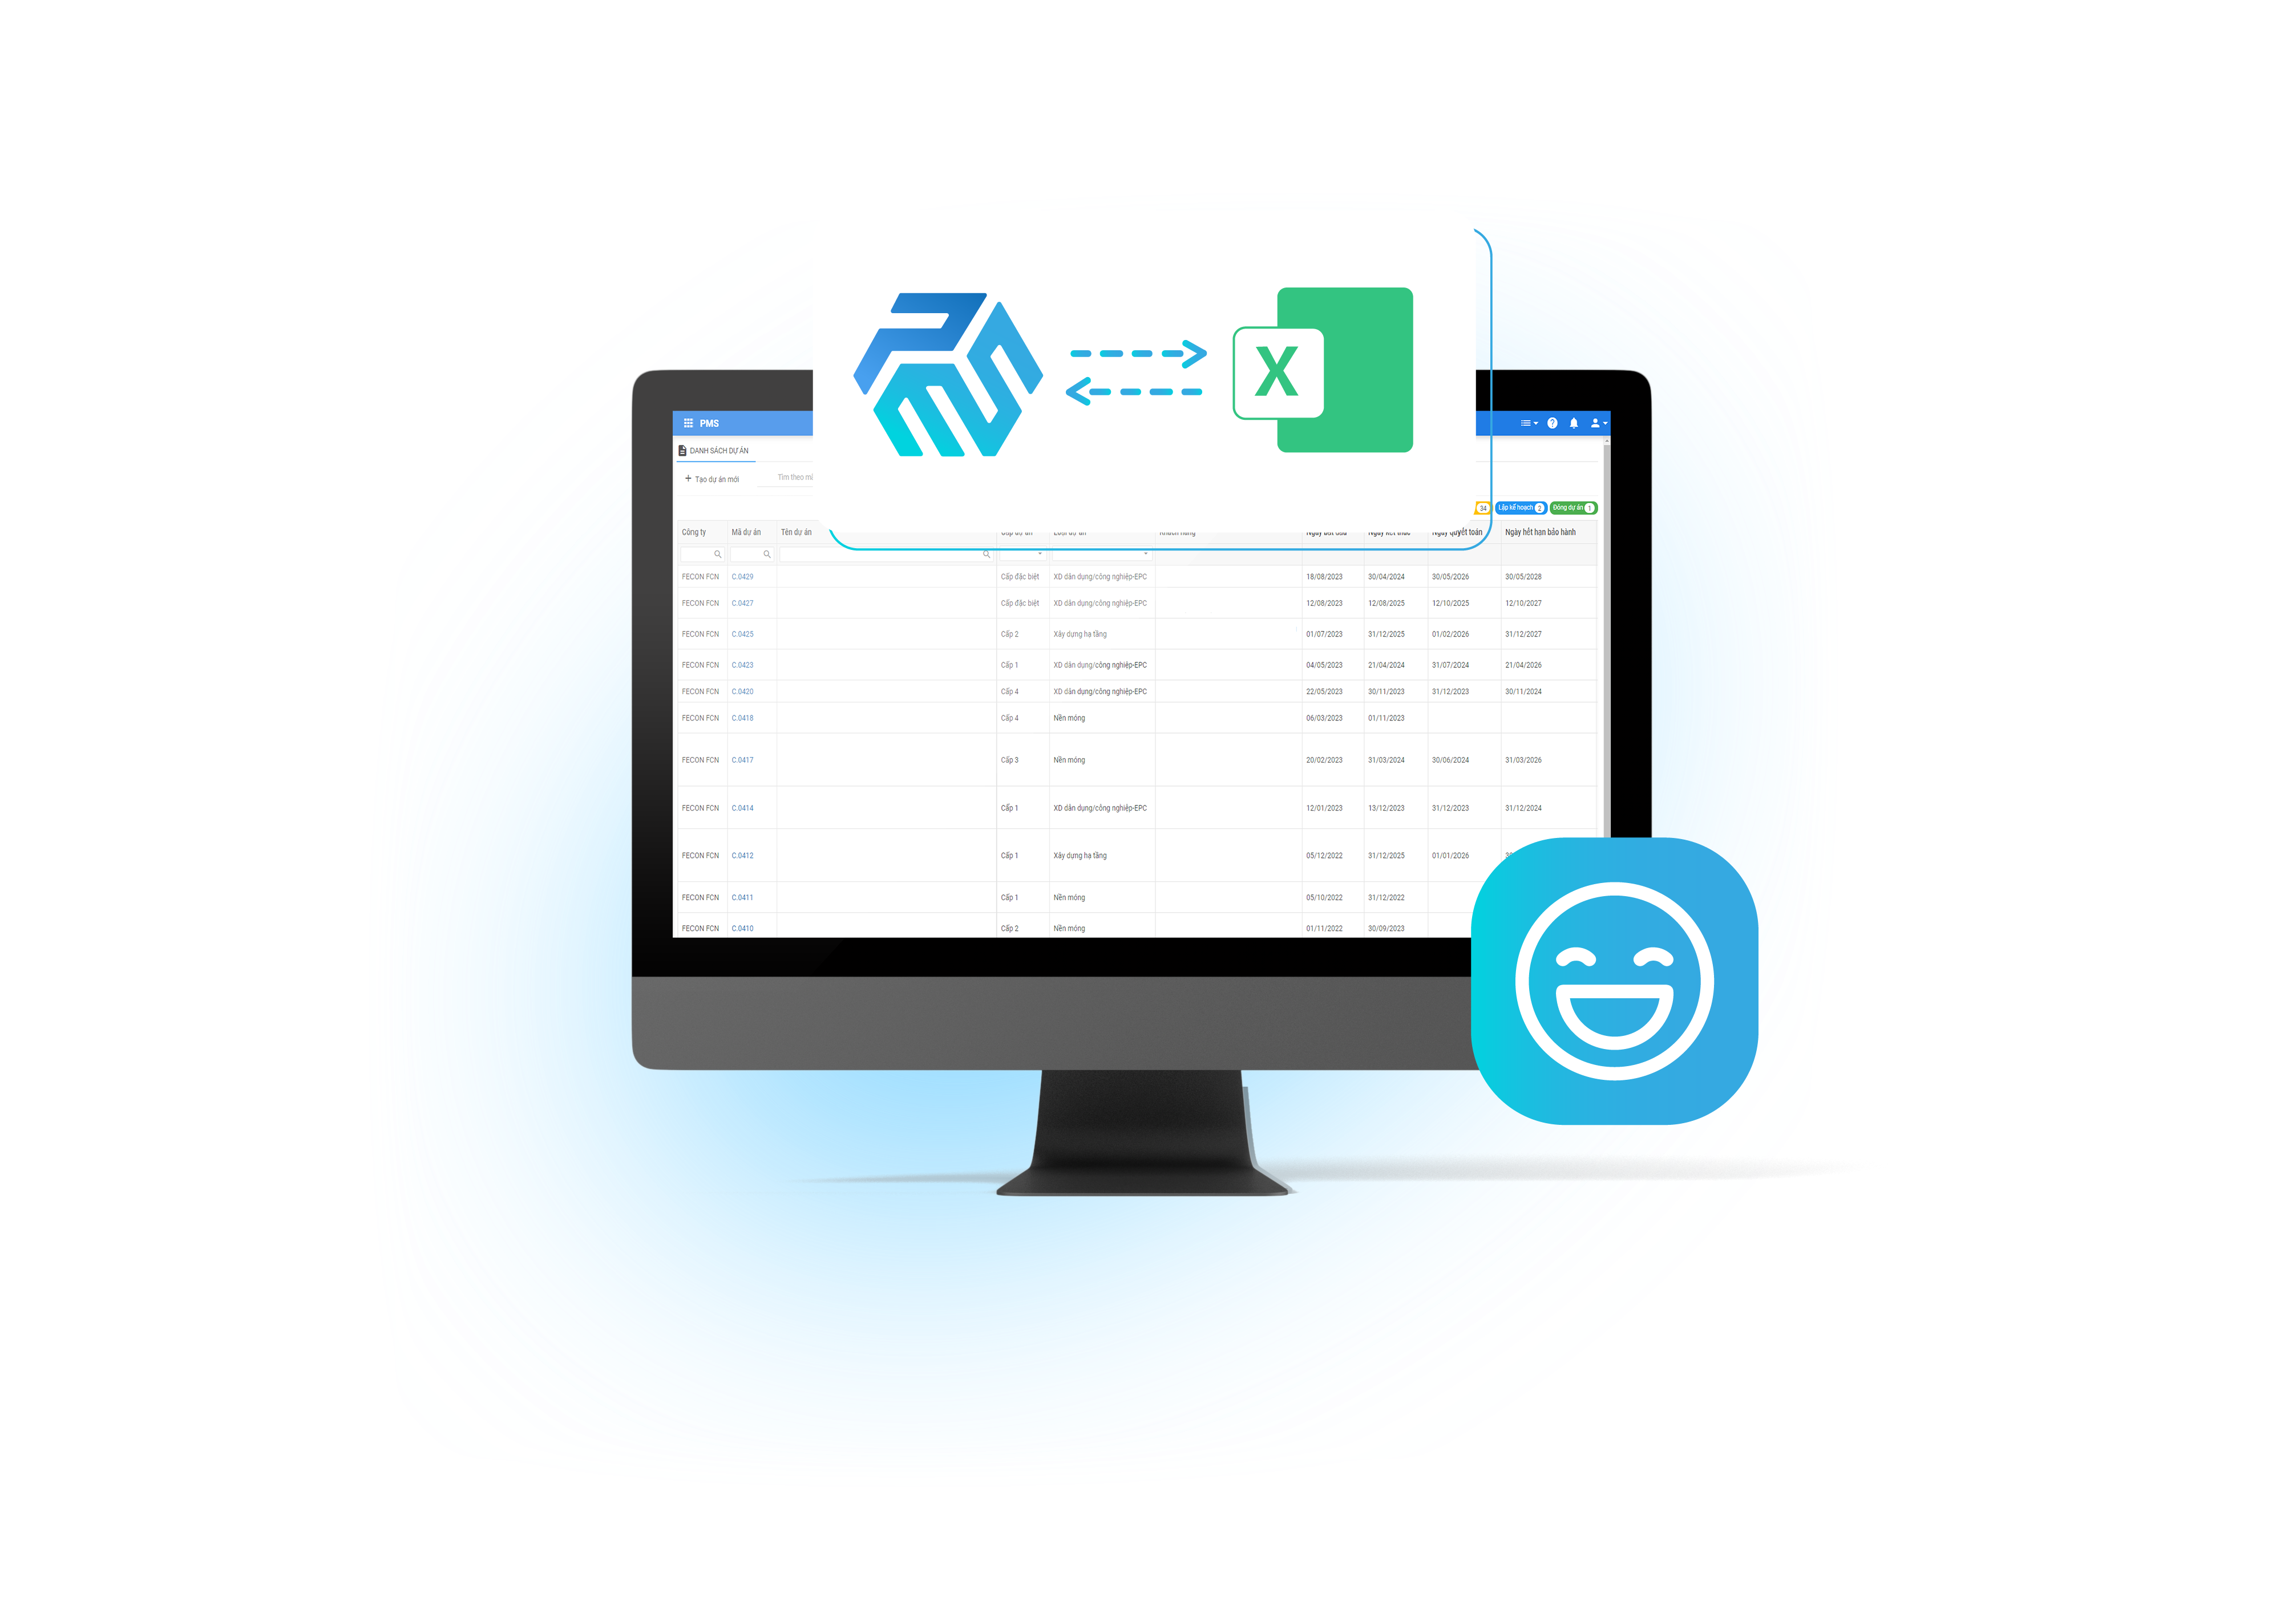 X
PMS
DANH SÁCH DỰ ÁN
Tạo dự án mới Tìm theo
34 Lập kế hoạch 2 Đóng dự án 1
Công ty Mã dự án Tên dự án Ngày quyết toán Ngày hết hạn bảo hành
FECON FCN C.0429 Cấp đặc biệt XD dân dụng/công nghiệp-EPC 18/08/2023 30/04/2024 30/05/2026 30/05/2028
FECON FCN C.0427 Cấp đặc biệt XD dân dụng/công nghiệp-EPC 12/08/2023 12/08/2025 12/10/2025 12/10/2027
FECON FCN C.0425 Cấp 2 Xây dựng hạ tầng 01/07/2023 31/12/2025 01/02/2026 31/12/2027
FECON FCN C.0423 Cấp 1 XD dân dụng/công nghiệp-EPC 04/05/2023 21/04/2024 31/07/2024 21/04/2026
FECON FCN C.0420 Cấp 4 XD dân dụng/công nghiệp-EPC 22/05/2023 30/11/2023 31/12/2023 30/11/2024
FECON FCN C.0418 Cấp 4 Nền móng 06/03/2023 01/11/2023
FECON FCN C.0417 Cấp 3 Nền móng 20/02/2023 31/03/2024 30/06/2024 31/03/2026
FECON FCN C.0414 Cấp 1 XD dân dụng/công nghiệp-EPC 12/01/2023 13/12/2023 31/12/2023 31/12/2024
FECON FCN C.0412 Cấp 1 Xây dựng hạ tầng 05/12/2022 31/12/2025 01/01/2026
FECON FCN C.0411 Cấp 1 Nền móng 05/10/2022 31/12/2022
FECON FCN C.0410 Cấp 2 Nền móng 01/11/2022 30/09/2023